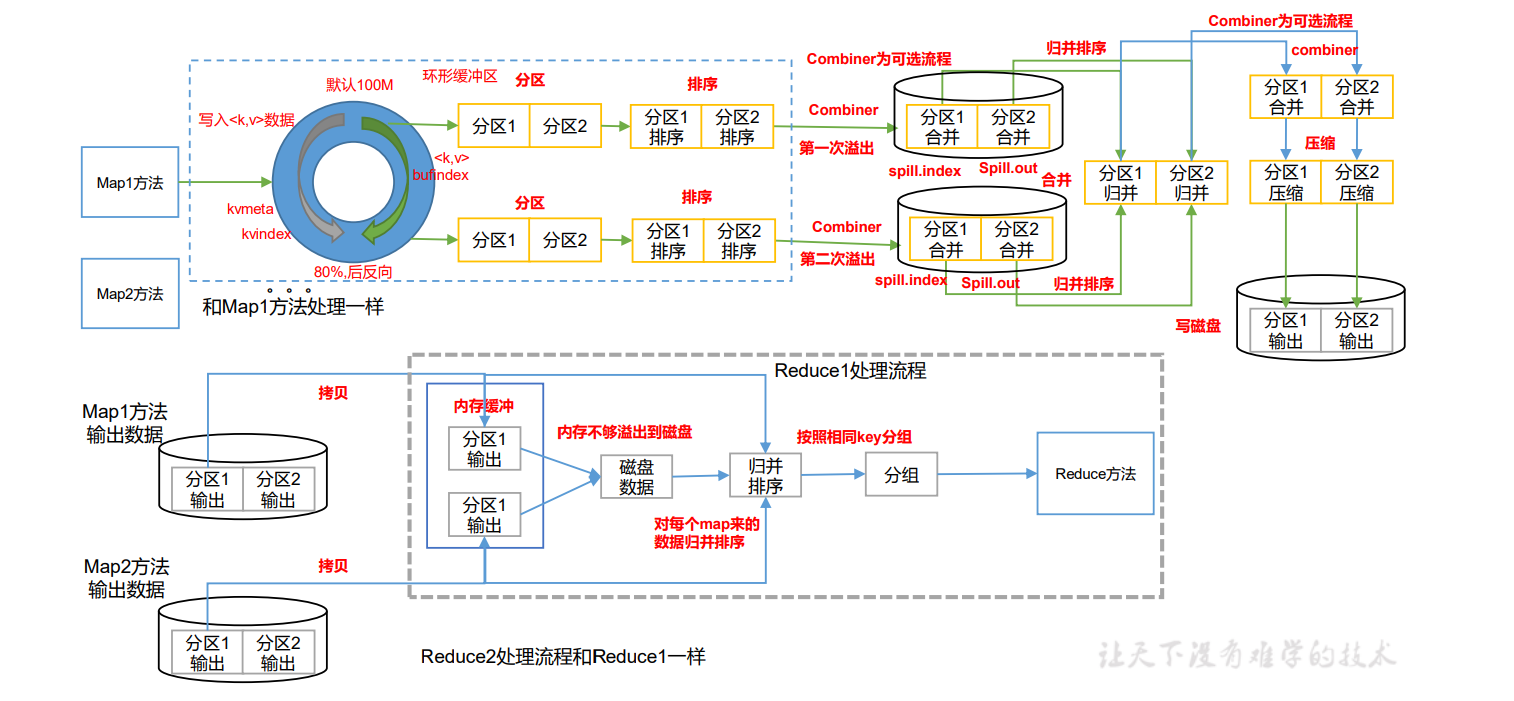 Combiner为可选流程
combiner
归并排序
Combiner为可选流程
默认100M
环形缓冲区
分区
排序
写入<k,v>数据
分区1
分区2
分区1
排序
分区2
排序
Combiner
第一次溢出
分区1
合并
分区2
合并
分区1
合并
分区2
合并
Map1方法
<k,v>
bufindex
spill.index
Spill.out
合并
分区1
归并
分区2
归并
压缩
分区1
压缩
分区2
压缩
kvmeta
kvindex
分区
排序
分区1
分区2
分区1
排序
分区2
排序
Combiner
第二次溢出
分区1
合并
分区2
合并
80%,后反向
spill.index
Spill.out
归并排序
Map2方法
。。。
和Map1方法处理一样
写磁盘
分区1
输出
分区2
输出
Reduce1处理流程
拷贝
Map1方法
输出数据
分区1
输出
分区2
输出
内存缓冲
分区1
输出
分区1
输出
内存不够溢出到磁盘
磁盘
数据
归并
排序
按照相同key分组
分组
Reduce方法
对每个map来的
数据归并排序
拷贝
Map2方法
输出数据
分区1
输出
分区2
输出
Reduce2处理流程和Reduce1一样
让天下没有难学的技术